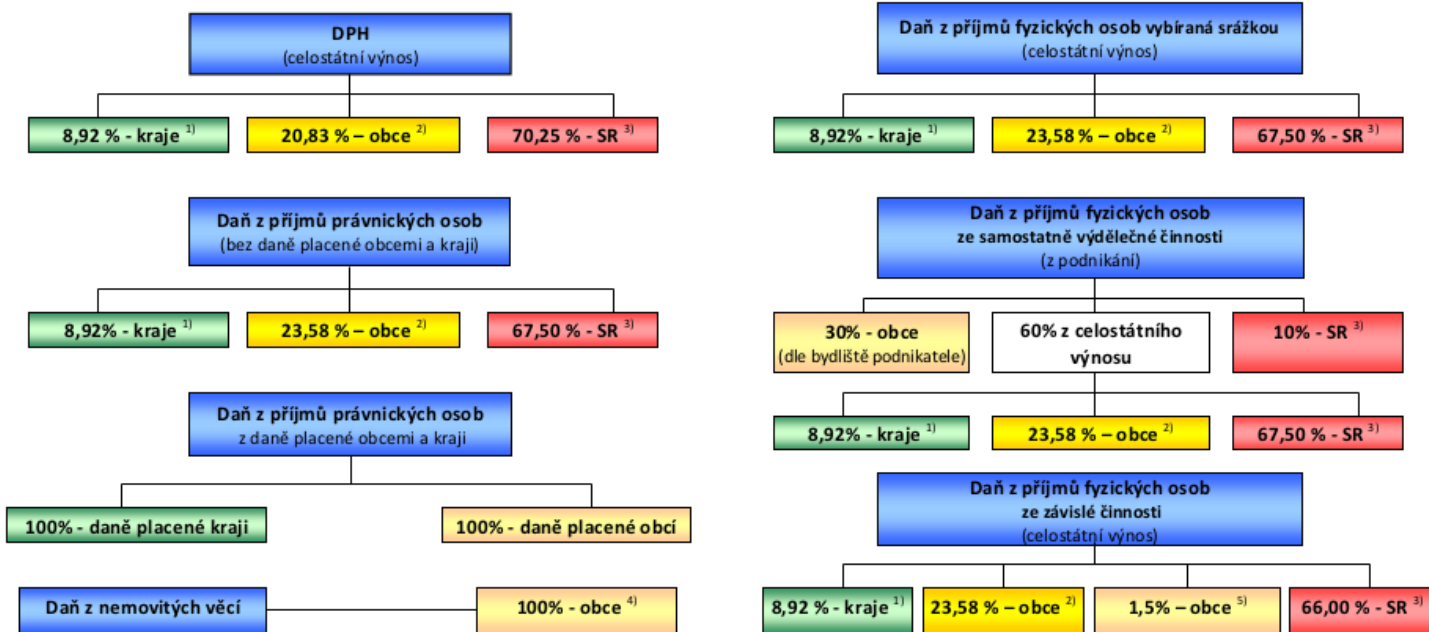 DPH
(celostátní výnos)
8,92 % - kraje 1)
20,83 % – obce 2)
70,25 % - SR 3)
Daň z příjmů právnických osob
(bez daně placené obcemi a kraji)
8,92% - kraje 1)
23,58 % – obce 2)
67,50 % - SR 3)
Daň z příjmů právnických osob
z daně placené obcemi a kraji
100% - daně placené kraji
100% - daně placené obcí
Daň z nemovitých věcí
100% - obce 4)
Daň z příjmů fyzických osob vybíraná srážkou
(celostátní výnos)
8,92% - kraje 1)
23,58 % – obce 2)
67,50 % - SR 3)
Daň z příjmů fyzických osob
ze samostatně výdělečné činnosti
(z podnikání)
30% - obce
(dle bydliště podnikatele)
60% z celostátního
výnosu
10% - SR 3)
8,92% - kraje 1)
23,58 % – obce 2)
67,50 % - SR 3)
Daň z příjmů fyzických osob
ze závislé činnosti
(celostátní výnos)
8,92 % - kraje 1)
23,58 % – obce 2)
1,5% – obce 5)
66,00 % - SR 3)